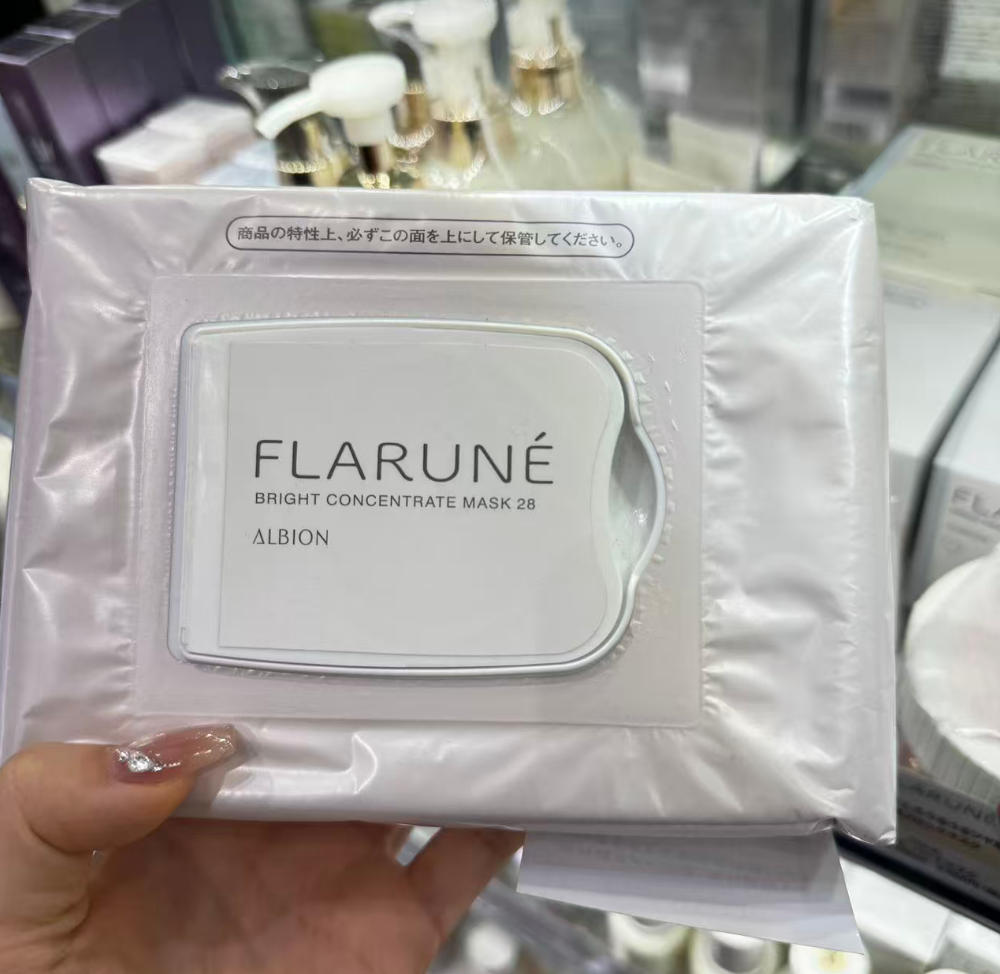 商品の特性上、必ずこの面を上にして保管してください。
FLARUNÉ
BRIGHT CONCENTRATE MASK 28
ALBION